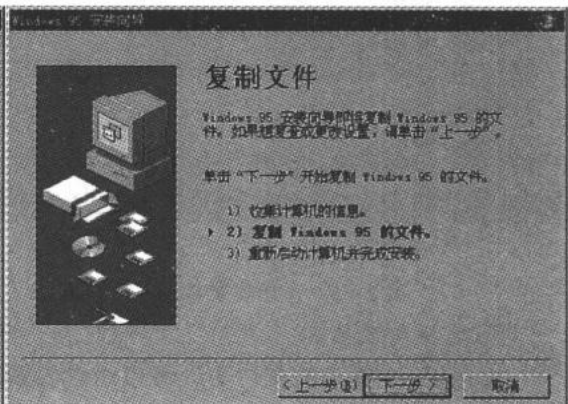 Windows 95 安装向导
复制文件
Windows 95 安装向导即将复制 Windows 95 的文
件。如果想复查或更改设置，请单击“上一步”。
单击“下一步”开始复制 Windows 95 的文件。
1) 收集计算机的信息。
2) 复制 Windows 95 的文件。
3) 重新启动计算机并完成安装。
< 上一步(B)
下一步 >
取消